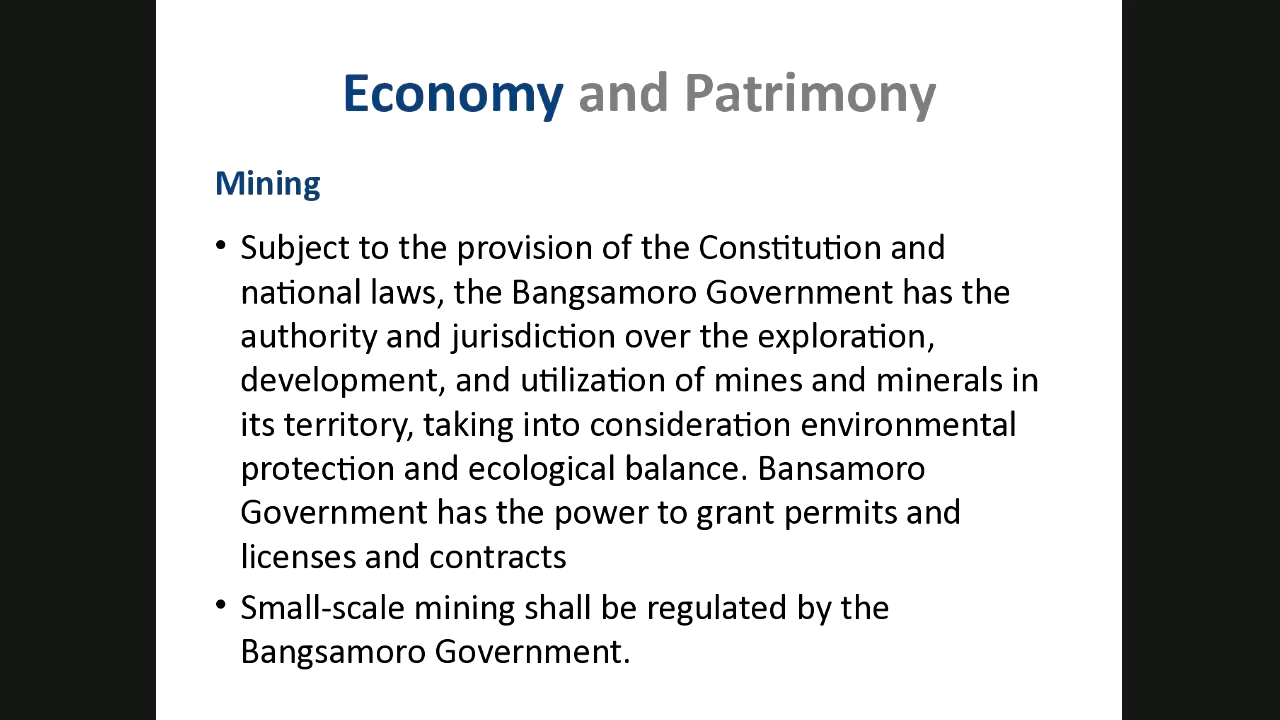 Economy and Patrimony
Mining
• Subject to the provision of the Constitution and
national laws, the Bangsamoro Government has the
authority and jurisdiction over the exploration,
development, and utilization of mines and minerals in
its territory, taking into consideration environmental
protection and ecological balance. Bansamoro
Government has the power to grant permits and
licenses and contracts
• Small-scale mining shall be regulated by the
Bangsamoro Government.